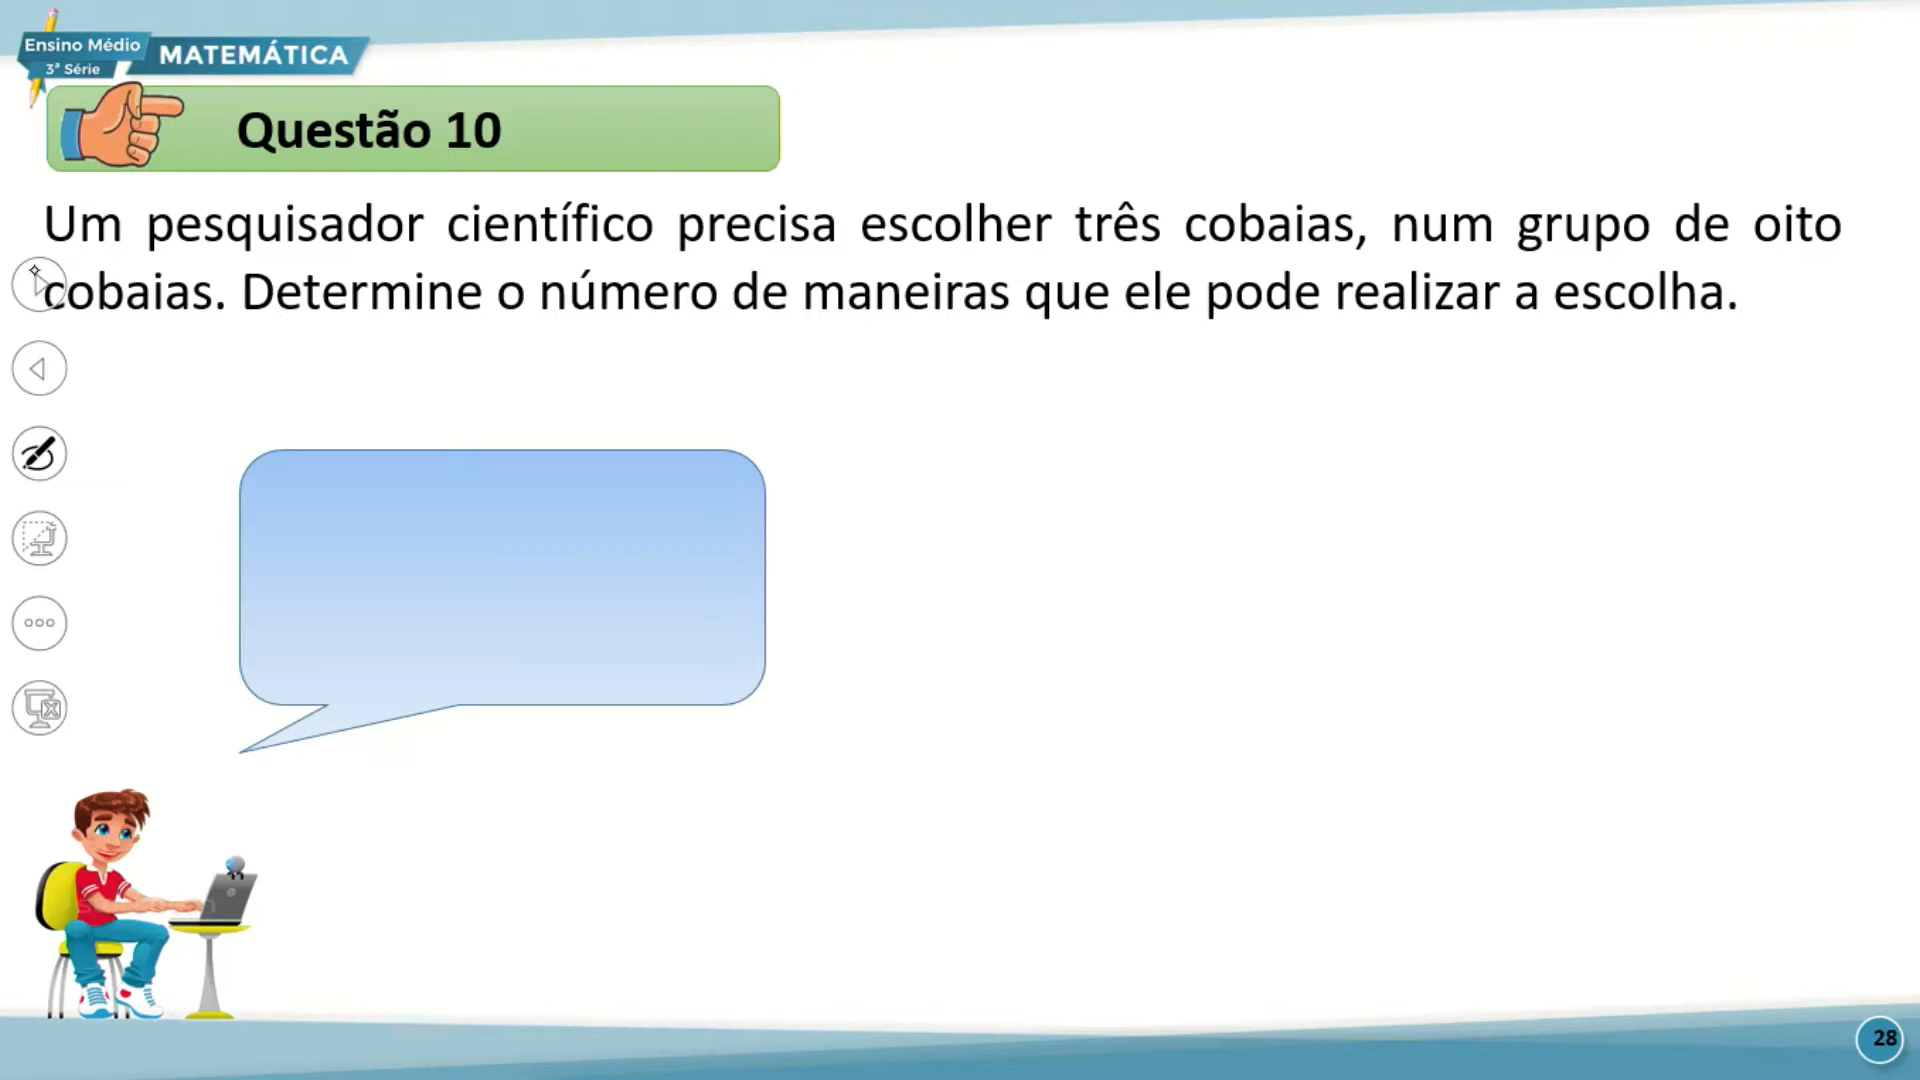 Ensino Médio
3ª Série
MATEMÁTICA
Questão 10
Um pesquisador científico precisa escolher três cobaias, num grupo de oito
cobaias. Determine o número de maneiras que ele pode realizar a escolha.
28